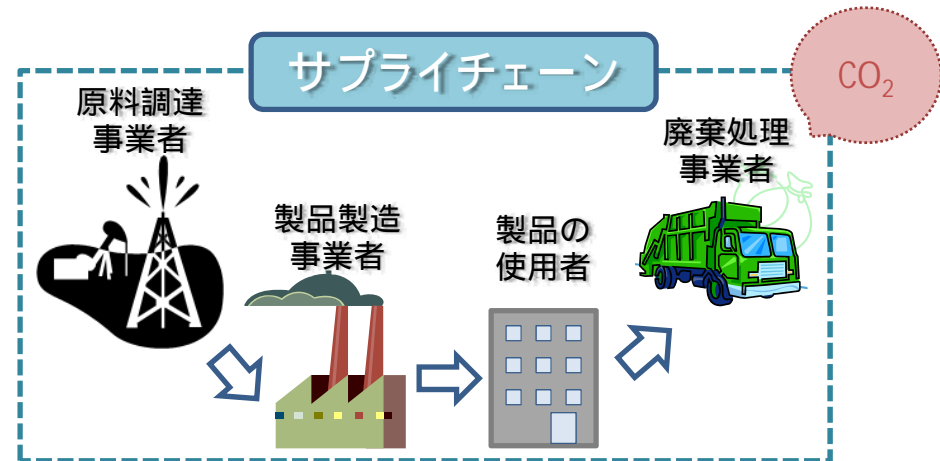 サプライチェーン
CO₂
原料調達
事業者
製品製造
事業者
製品の
使用者
廃棄処理
事業者